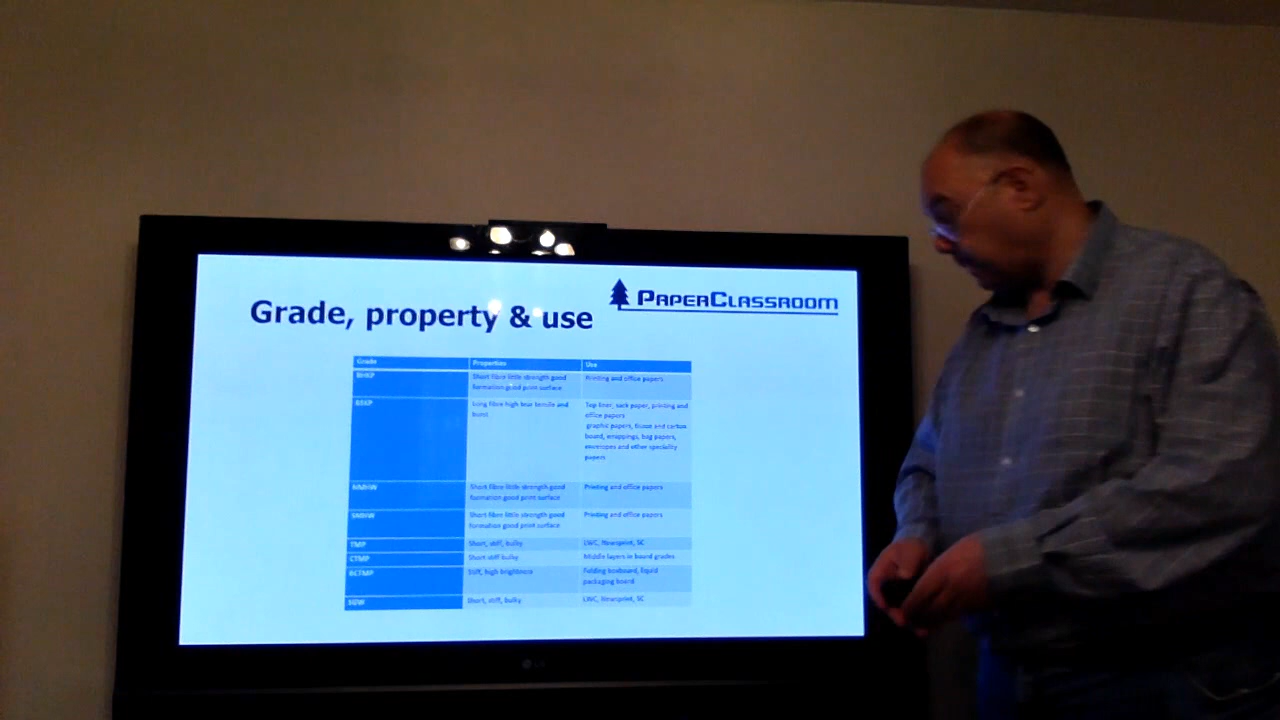 PAPERCLASSROOM
Grade, property & use
Grade Properties Use
BHKP Short fibre little strength good Printing and office papers
formation good print surface
BSKP Long fibre high tear tensile and Top liner, sack paper, printing and
burst office papers
graphic papers, tissue and carton
board, wrappings, bag papers,
envelopes and other speciality
papers
NMHW Short fibre little strength good Printing and office papers
formation good print surface
SMHW Short fibre little strength good Printing and office papers
formation good print surface
TMP Short, stiff, bulky LWC, Newsprint, SC
CTMP Short stiff bulky Middle layers in board grades
BCTMP Stiff, high brightness Folding boxboard, liquid
packaging board
SGW Short, stiff, bulky LWC, Newsprint, SC
LG